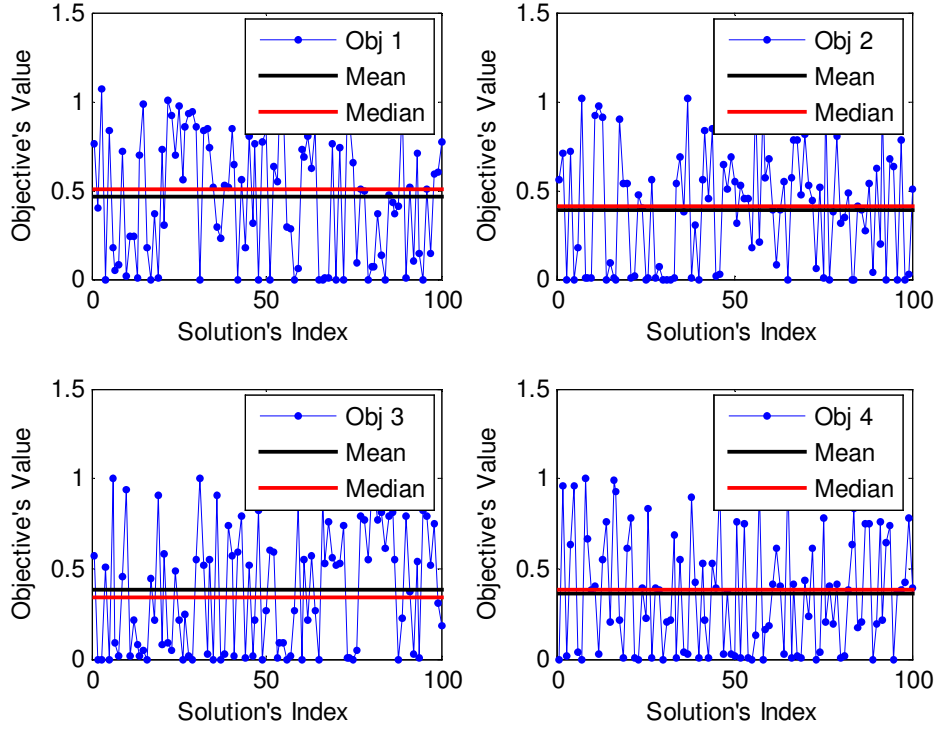 1.5
1
0.5
0
0
50
100
Objective's Value
Solution's Index
Obj 1
Mean
Median
1.5
1
0.5
0
0
50
100
Objective's Value
Solution's Index
Obj 2
Mean
Median
1.5
1
0.5
0
0
50
100
Objective's Value
Solution's Index
Obj 3
Mean
Median
1.5
1
0.5
0
0
50
100
Objective's Value
Solution's Index
Obj 4
Mean
Median